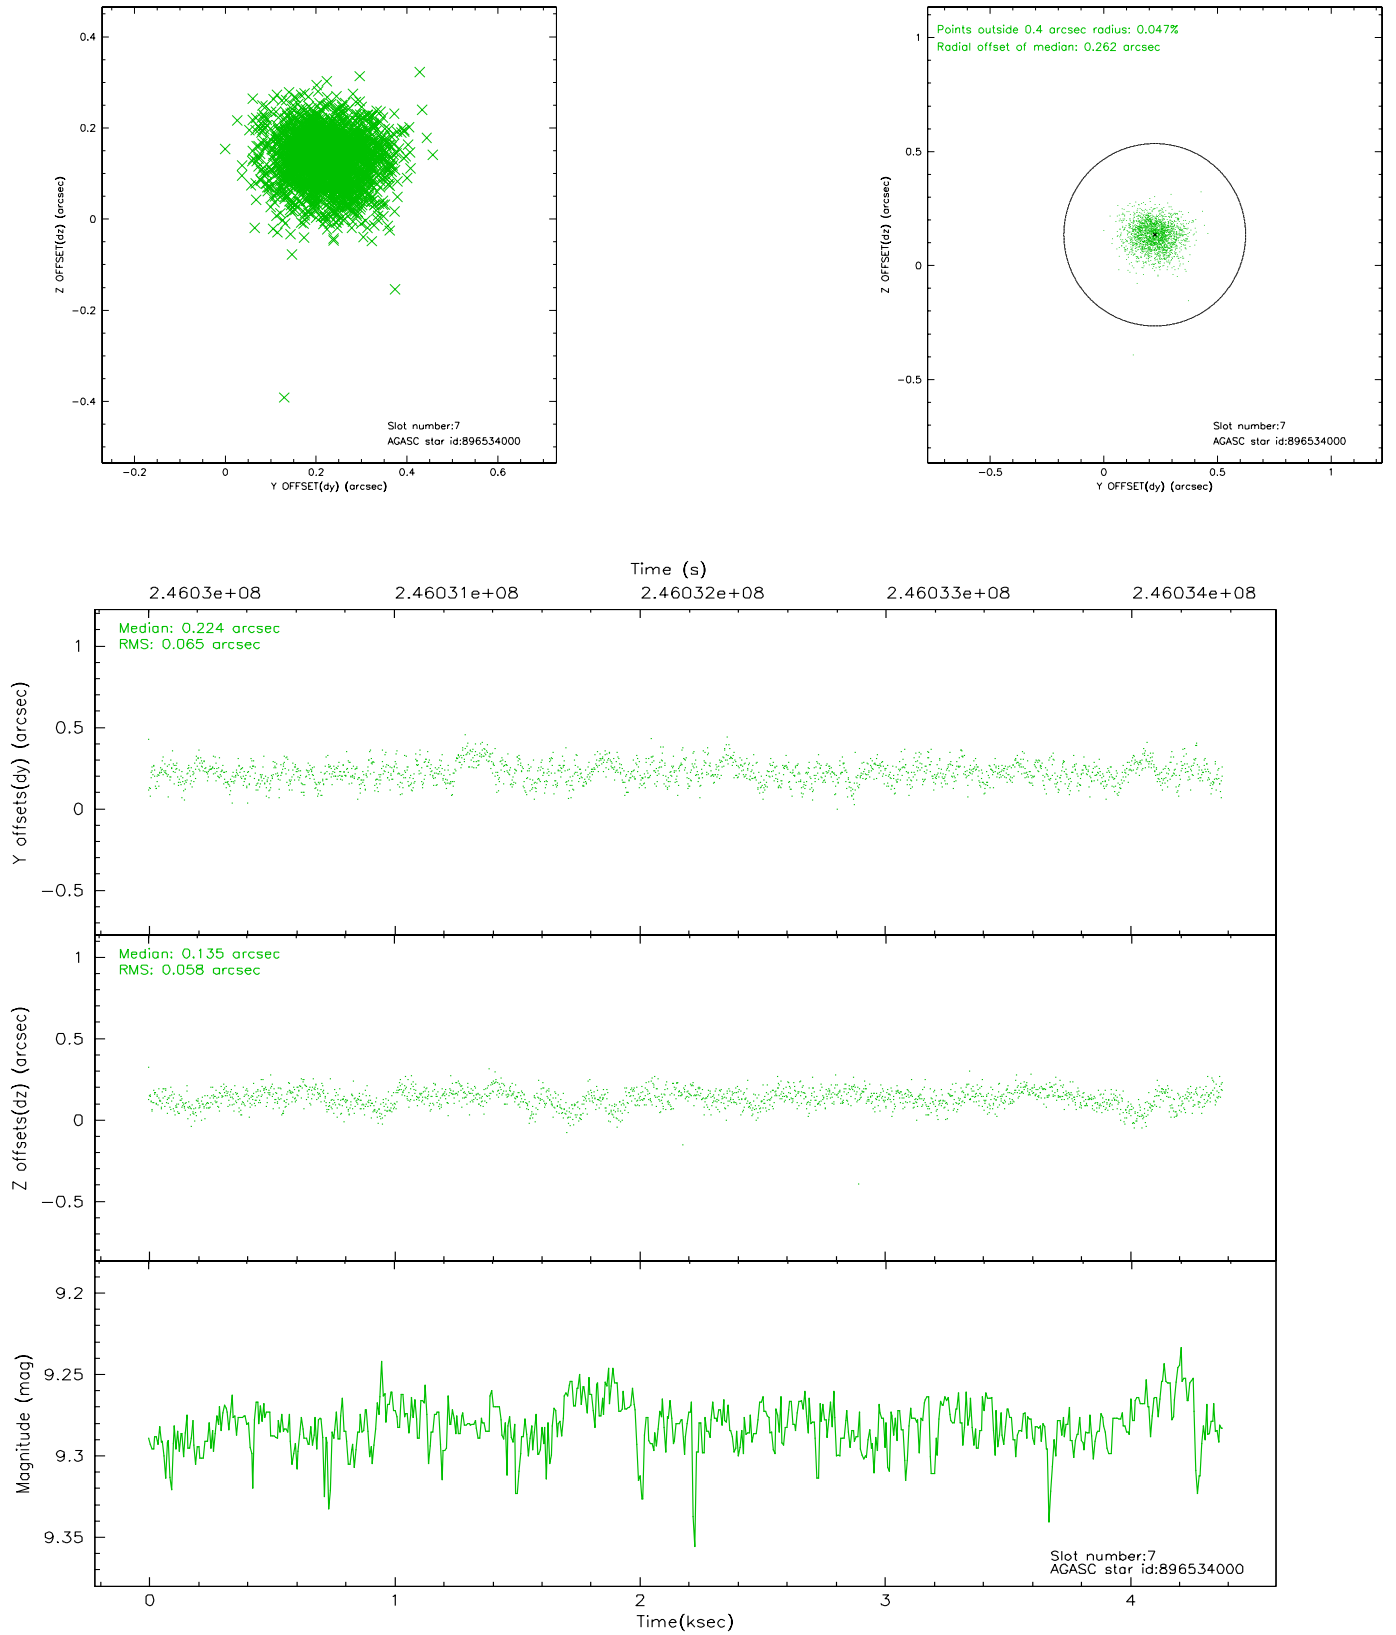 0.4
0.2
0
−0.2
−0.4
Z OFFSET(dz) (arcsec)
Slot number:7
AGASC star id:896534000
−0.2 0 0.2 0.4 0.6
Y OFFSET(dy) (arcsec)
Points outside 0.4 arcsec radius: 0.047%
Radial offset of median: 0.262 arcsec
1
0.5
0
−0.5
Z OFFSET(dz) (arcsec)
Slot number:7
AGASC star id:896534000
−0.5 0 0.5 1
Y OFFSET(dy) (arcsec)
Time (s)
2.4603e+08 2.46031e+08 2.46032e+08 2.46033e+08 2.46034e+08
Median: 0.224 arcsec
RMS: 0.065 arcsec
1
0.5
0
−0.5
Y offsets(dy) (arcsec)
Median: 0.135 arcsec
RMS: 0.058 arcsec
1
0.5
0
−0.5
Z offsets(dz) (arcsec)
9.2
9.25
9.3
9.35
Magnitude (mag)
Slot number:7
AGASC star id:896534000
0 1 2 3 4
Time(ksec)